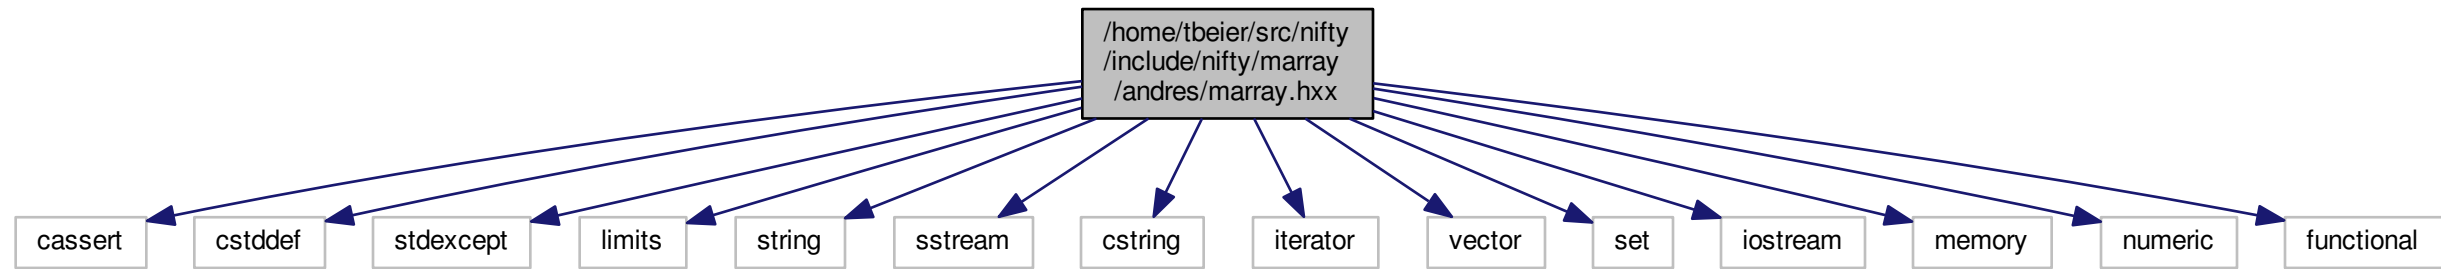 /home/tbeier/src/nifty
/include/nifty/marray
/andres/marray.hxx
cassert
cstddef
stdexcept
limits
string
sstream
cstring
iterator
vector
set
iostream
memory
numeric
functional